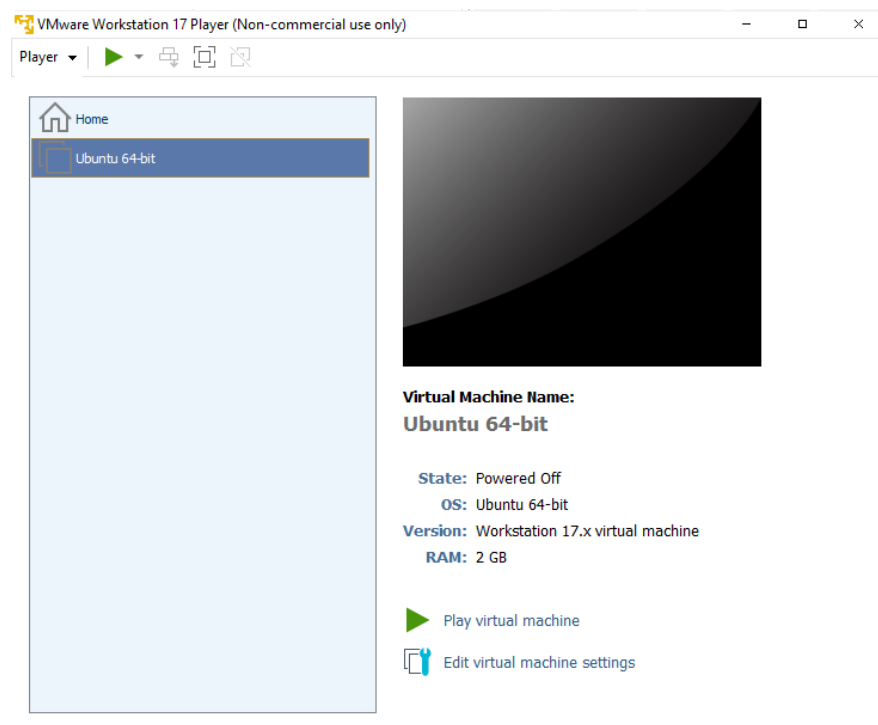 VMware Workstation 17 Player (Non-commercial use only)
Player
Home
Ubuntu 64-bit
Virtual Machine Name:
Ubuntu 64-bit
State: Powered Off
OS: Ubuntu 64-bit
Version: Workstation 17.x virtual machine
RAM: 2 GB
Play virtual machine
Edit virtual machine settings